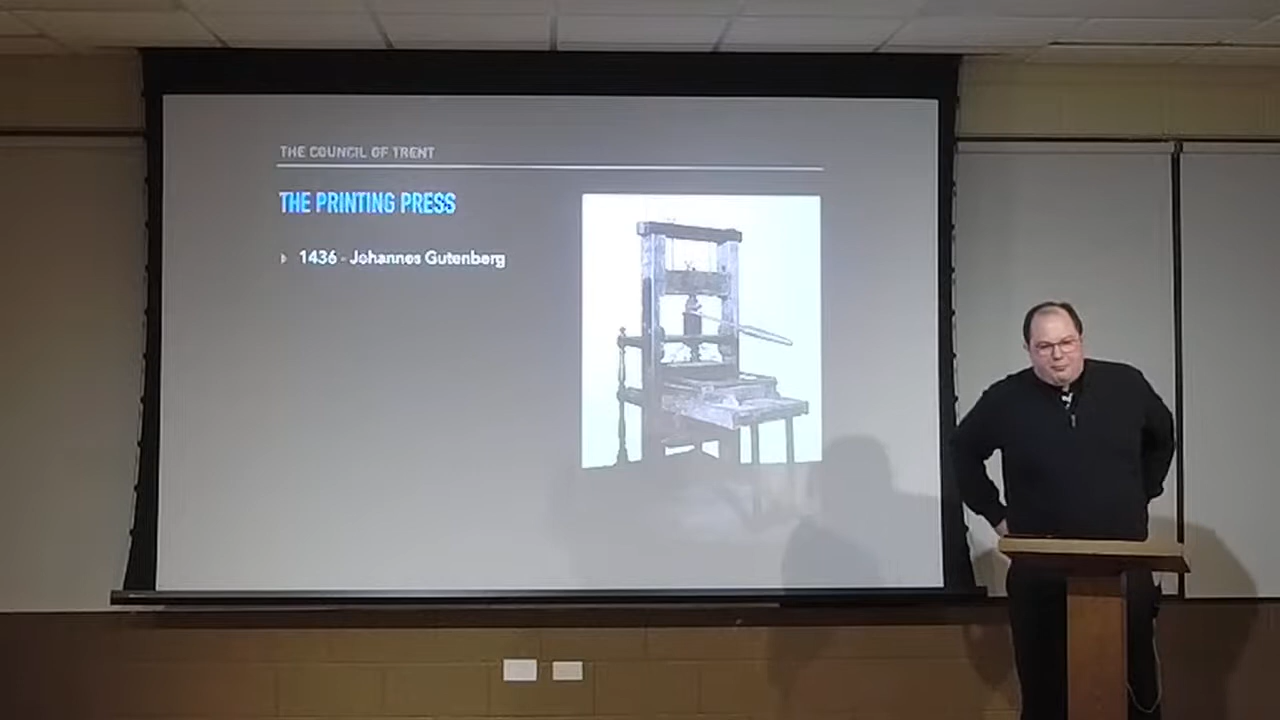 THE COUNCIL OF TRENT
THE PRINTING PRESS
1436 - Johannes Gutenberg